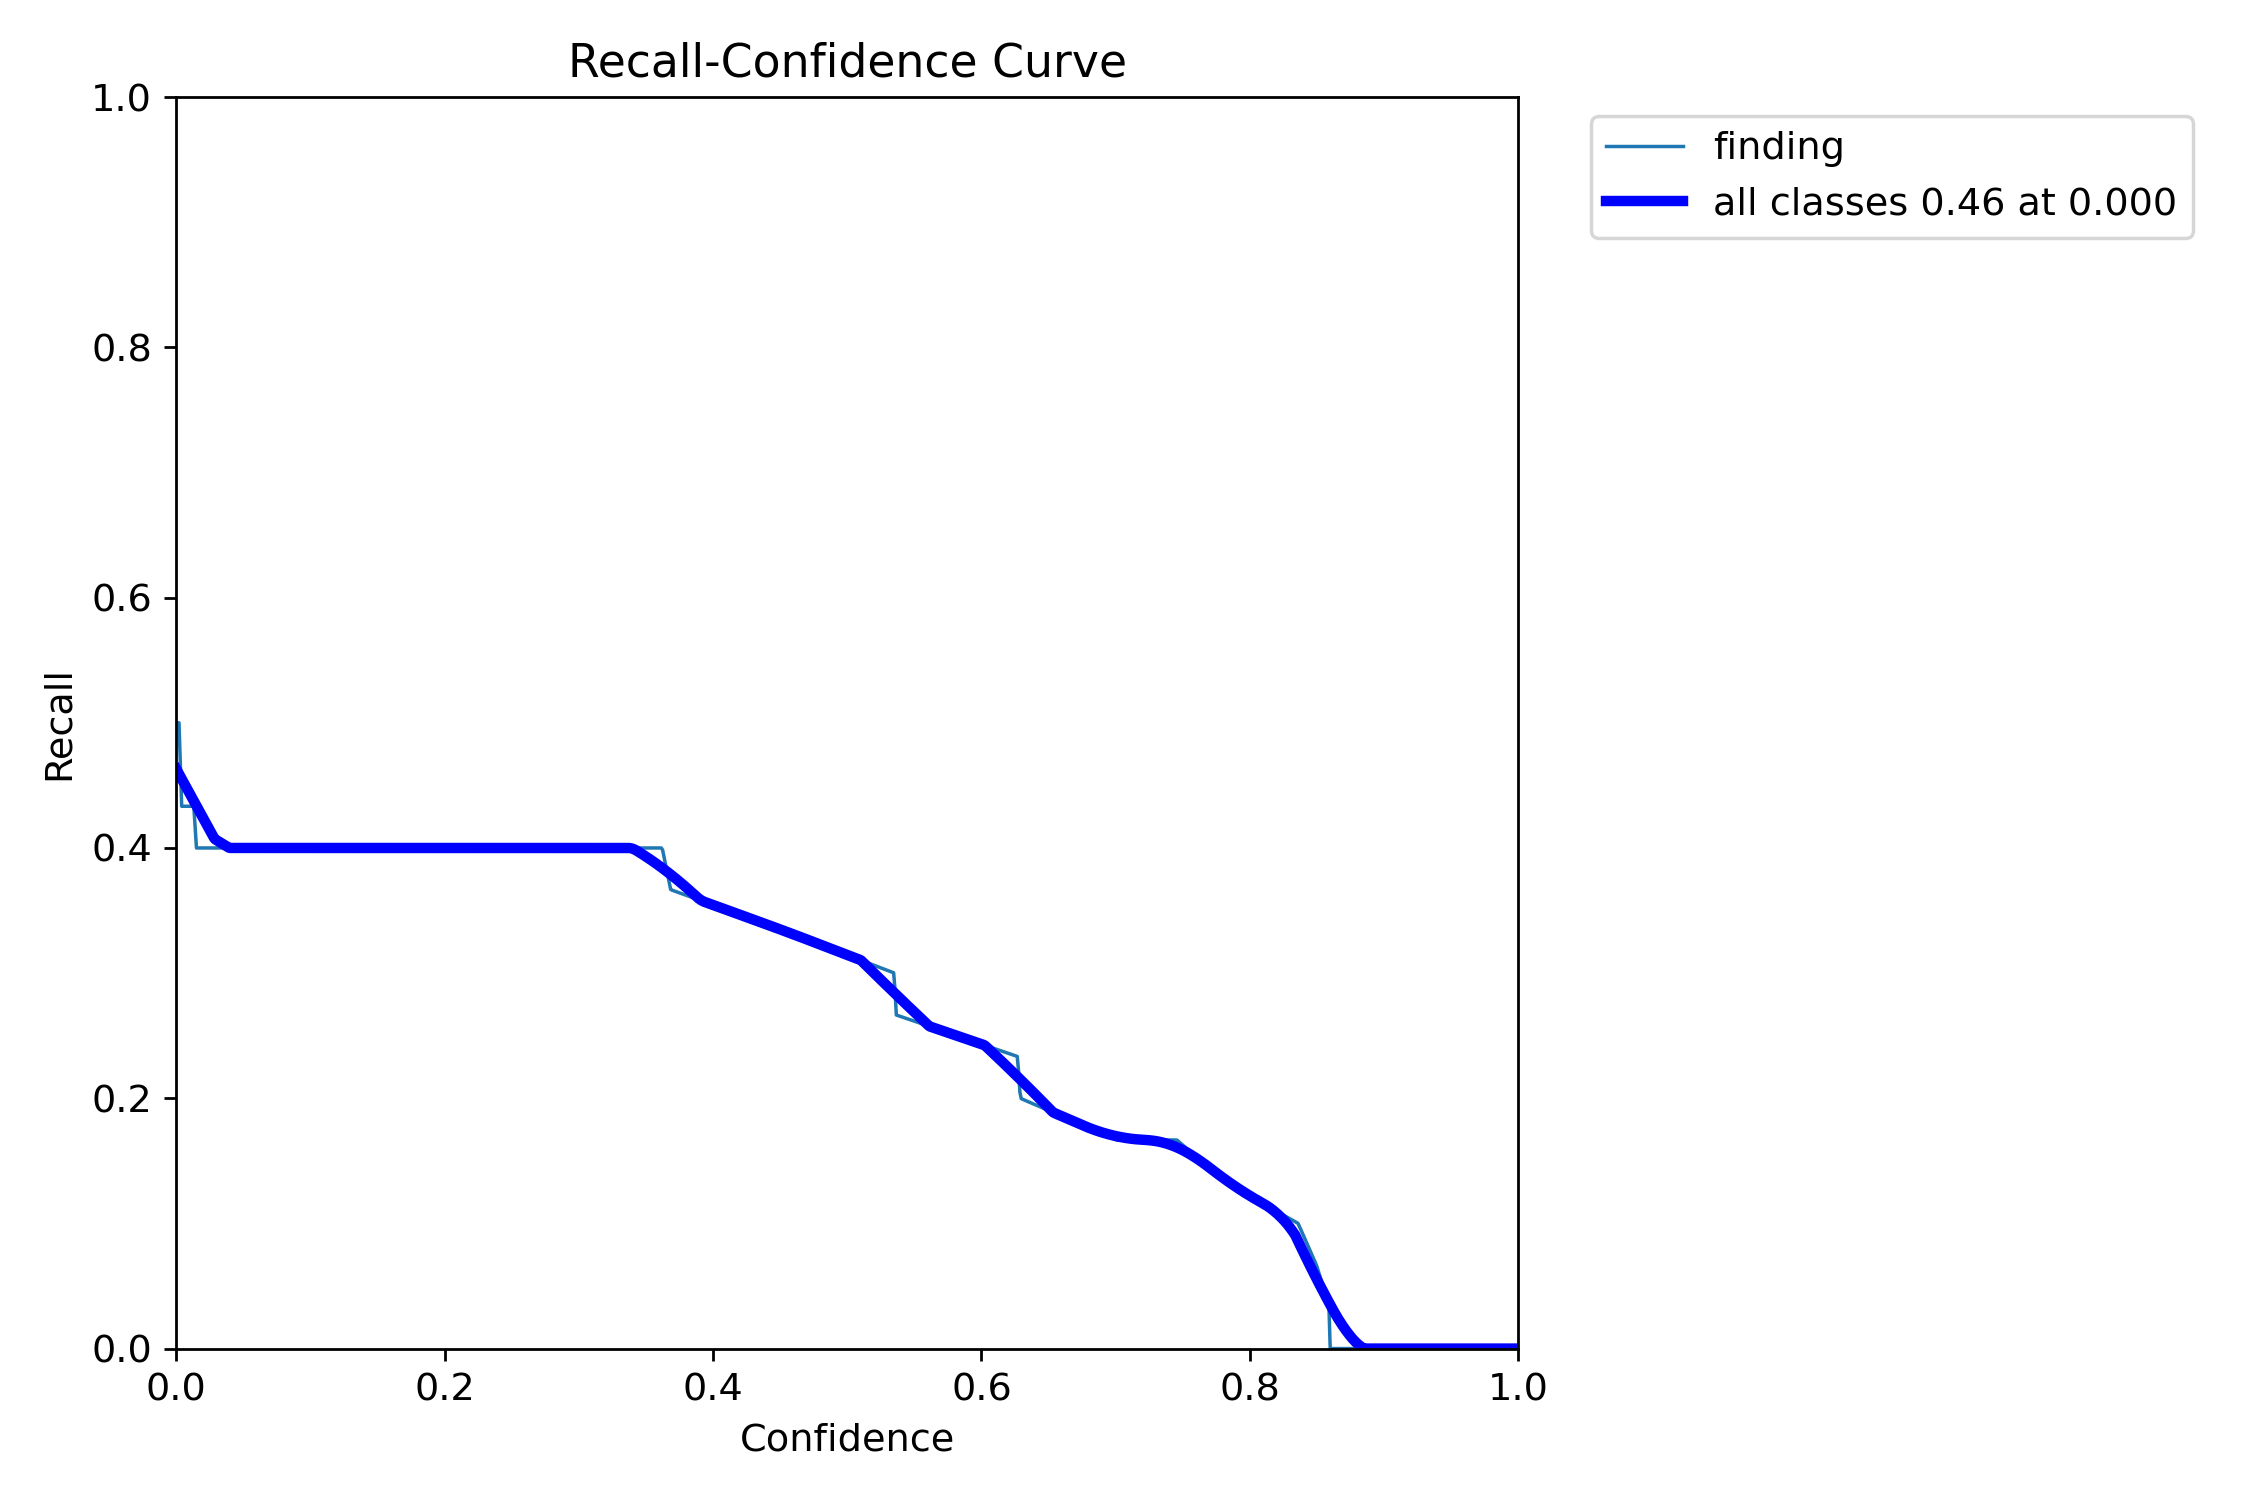 Recall-Confidence Curve
1.0
0.8
0.6
0.4
0.2
0.0
Recall
0.0 0.2 0.4 0.6 0.8 1.0
Confidence
finding
all classes 0.46 at 0.000